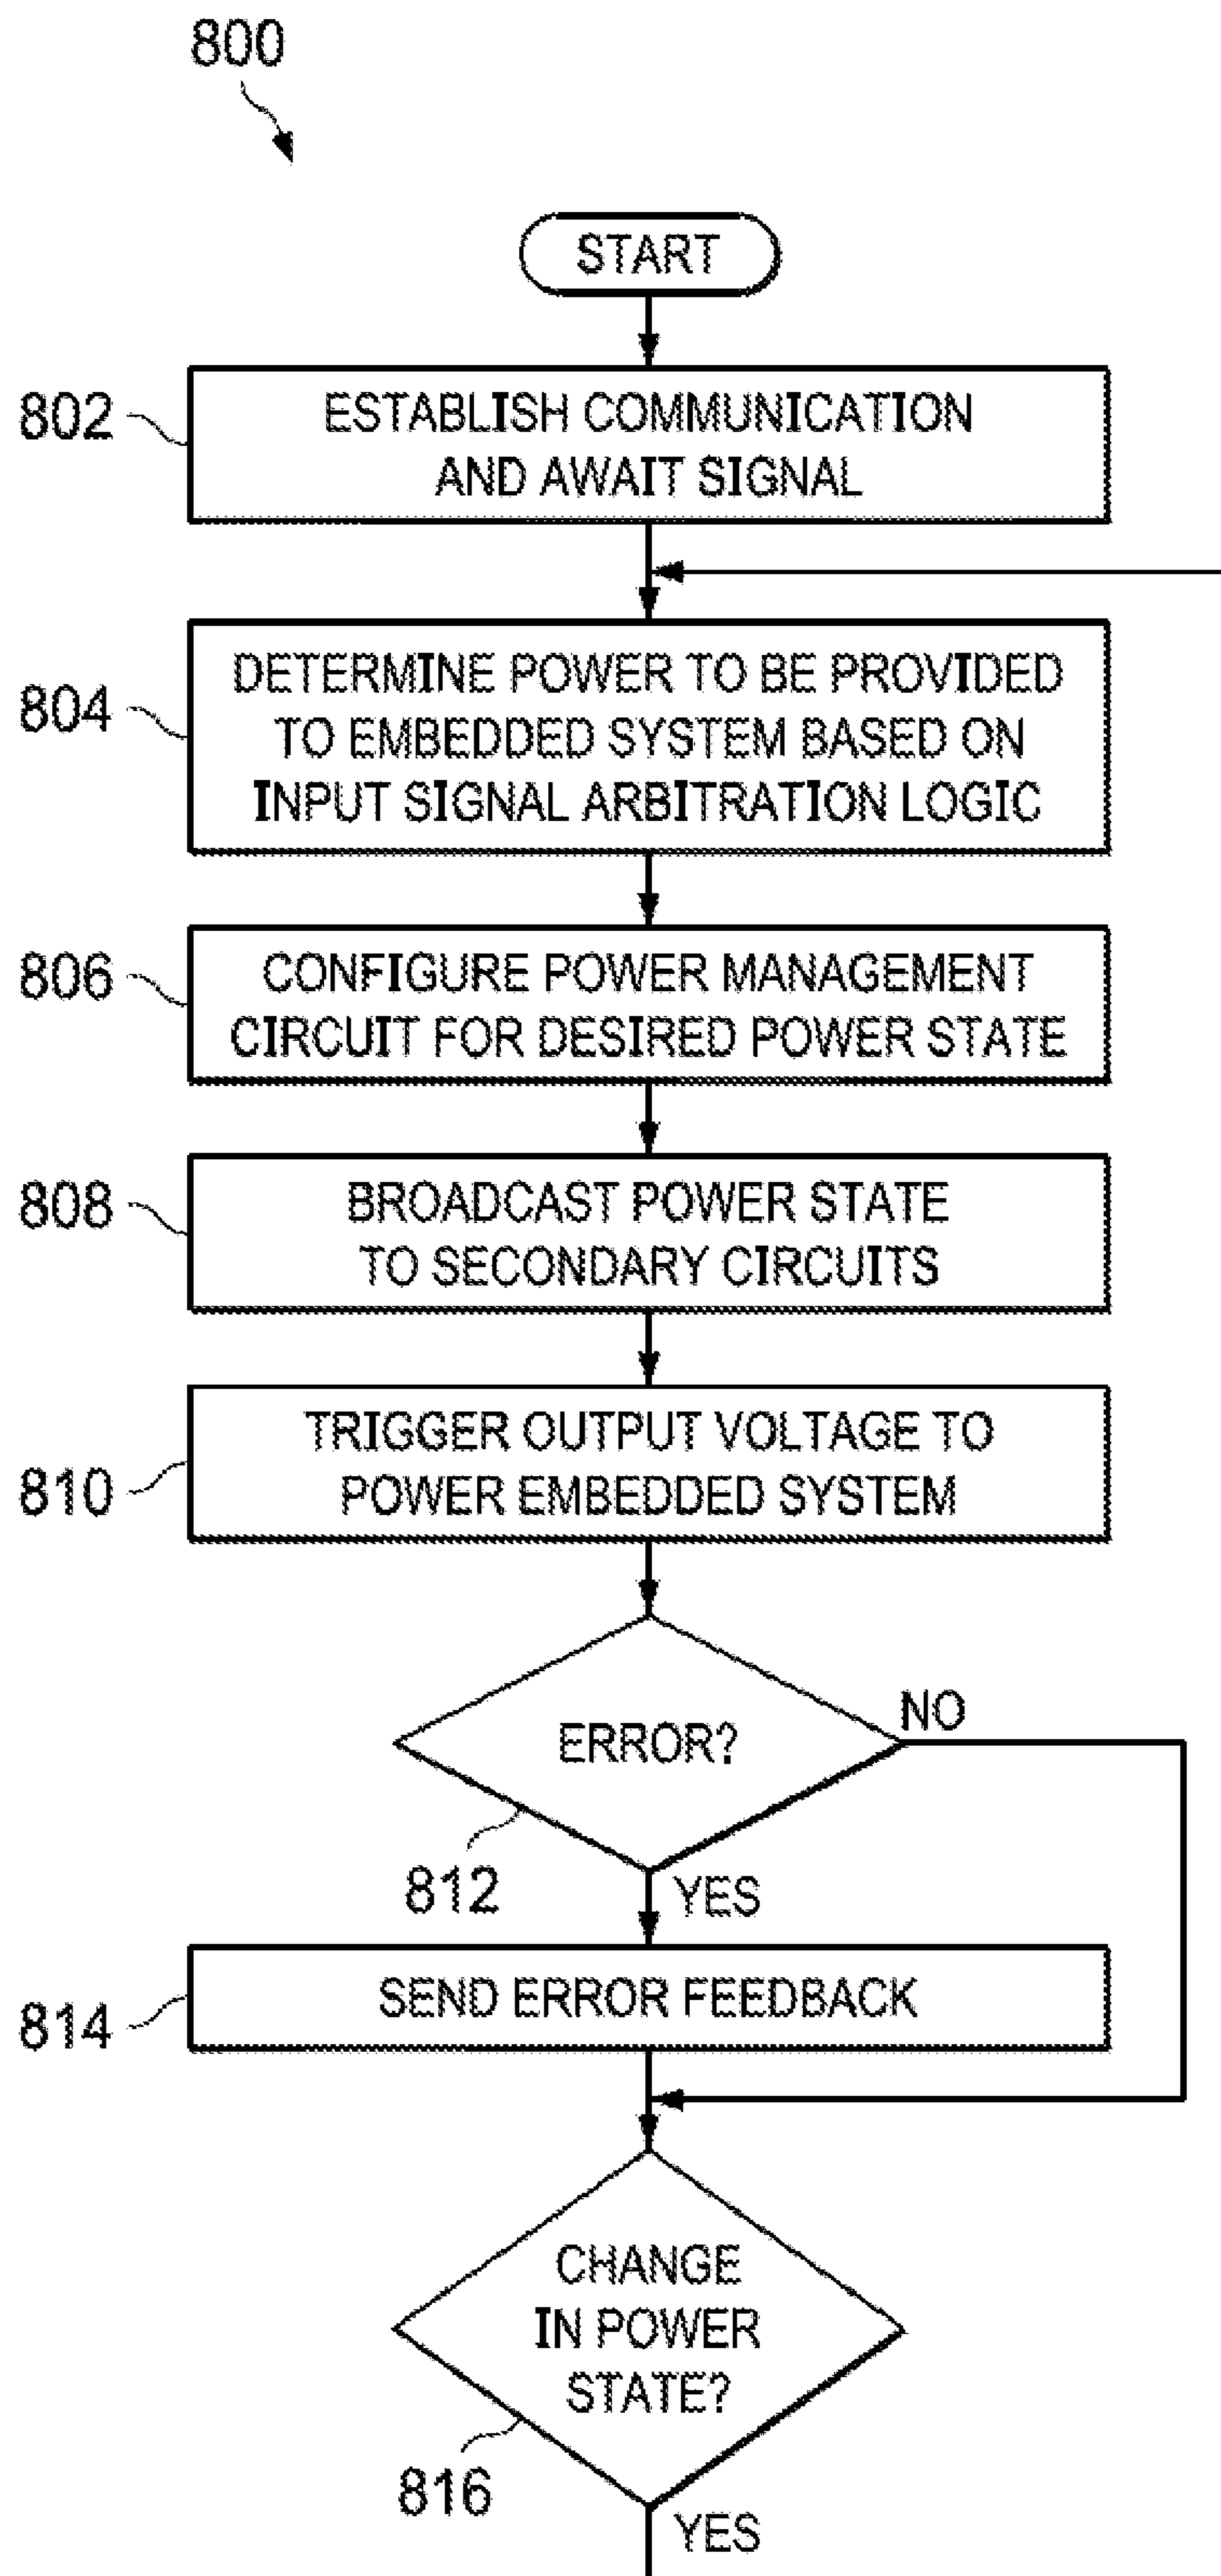 800
START
802
ESTABLISH COMMUNICATION
AND AWAIT SIGNAL
804
DETERMINE POWER TO BE PROVIDED
TO EMBEDDED SYSTEM BASED ON
INPUT SIGNAL ARBITRATION LOGIC
806
CONFIGURE POWER MANAGEMENT
CIRCUIT FOR DESIRED POWER STATE
808
BROADCAST POWER STATE
TO SECONDARY CIRCUITS
810
TRIGGER OUTPUT VOLTAGE TO
POWER EMBEDDED SYSTEM
ERROR?
NO
812
YES
814
SEND ERROR FEEDBACK
CHANGE
IN POWER
STATE?
816
YES